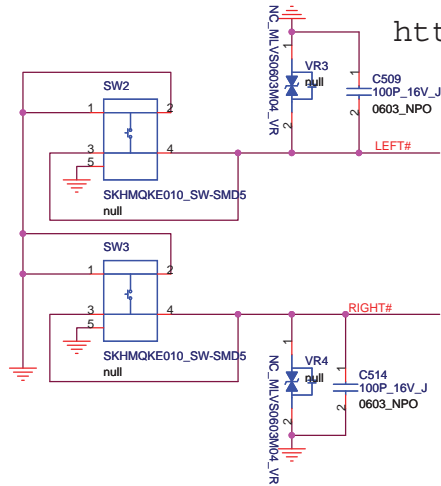 htt
NC_MLVS0603M04_VR
1
VR3
null
2
1
C509
100P_16V_J
0603_NPO
2
SW2
1
2
3
4
5
LEFT#
SKHMQKE010_SW-SMD5
null
SW3
1
2
3
4
5
RIGHT#
SKHMQKE010_SW-SMD5
null
NC_MLVS0603M04_VR
1
VR4
null
2
1
C514
100P_16V_J
0603_NPO
2